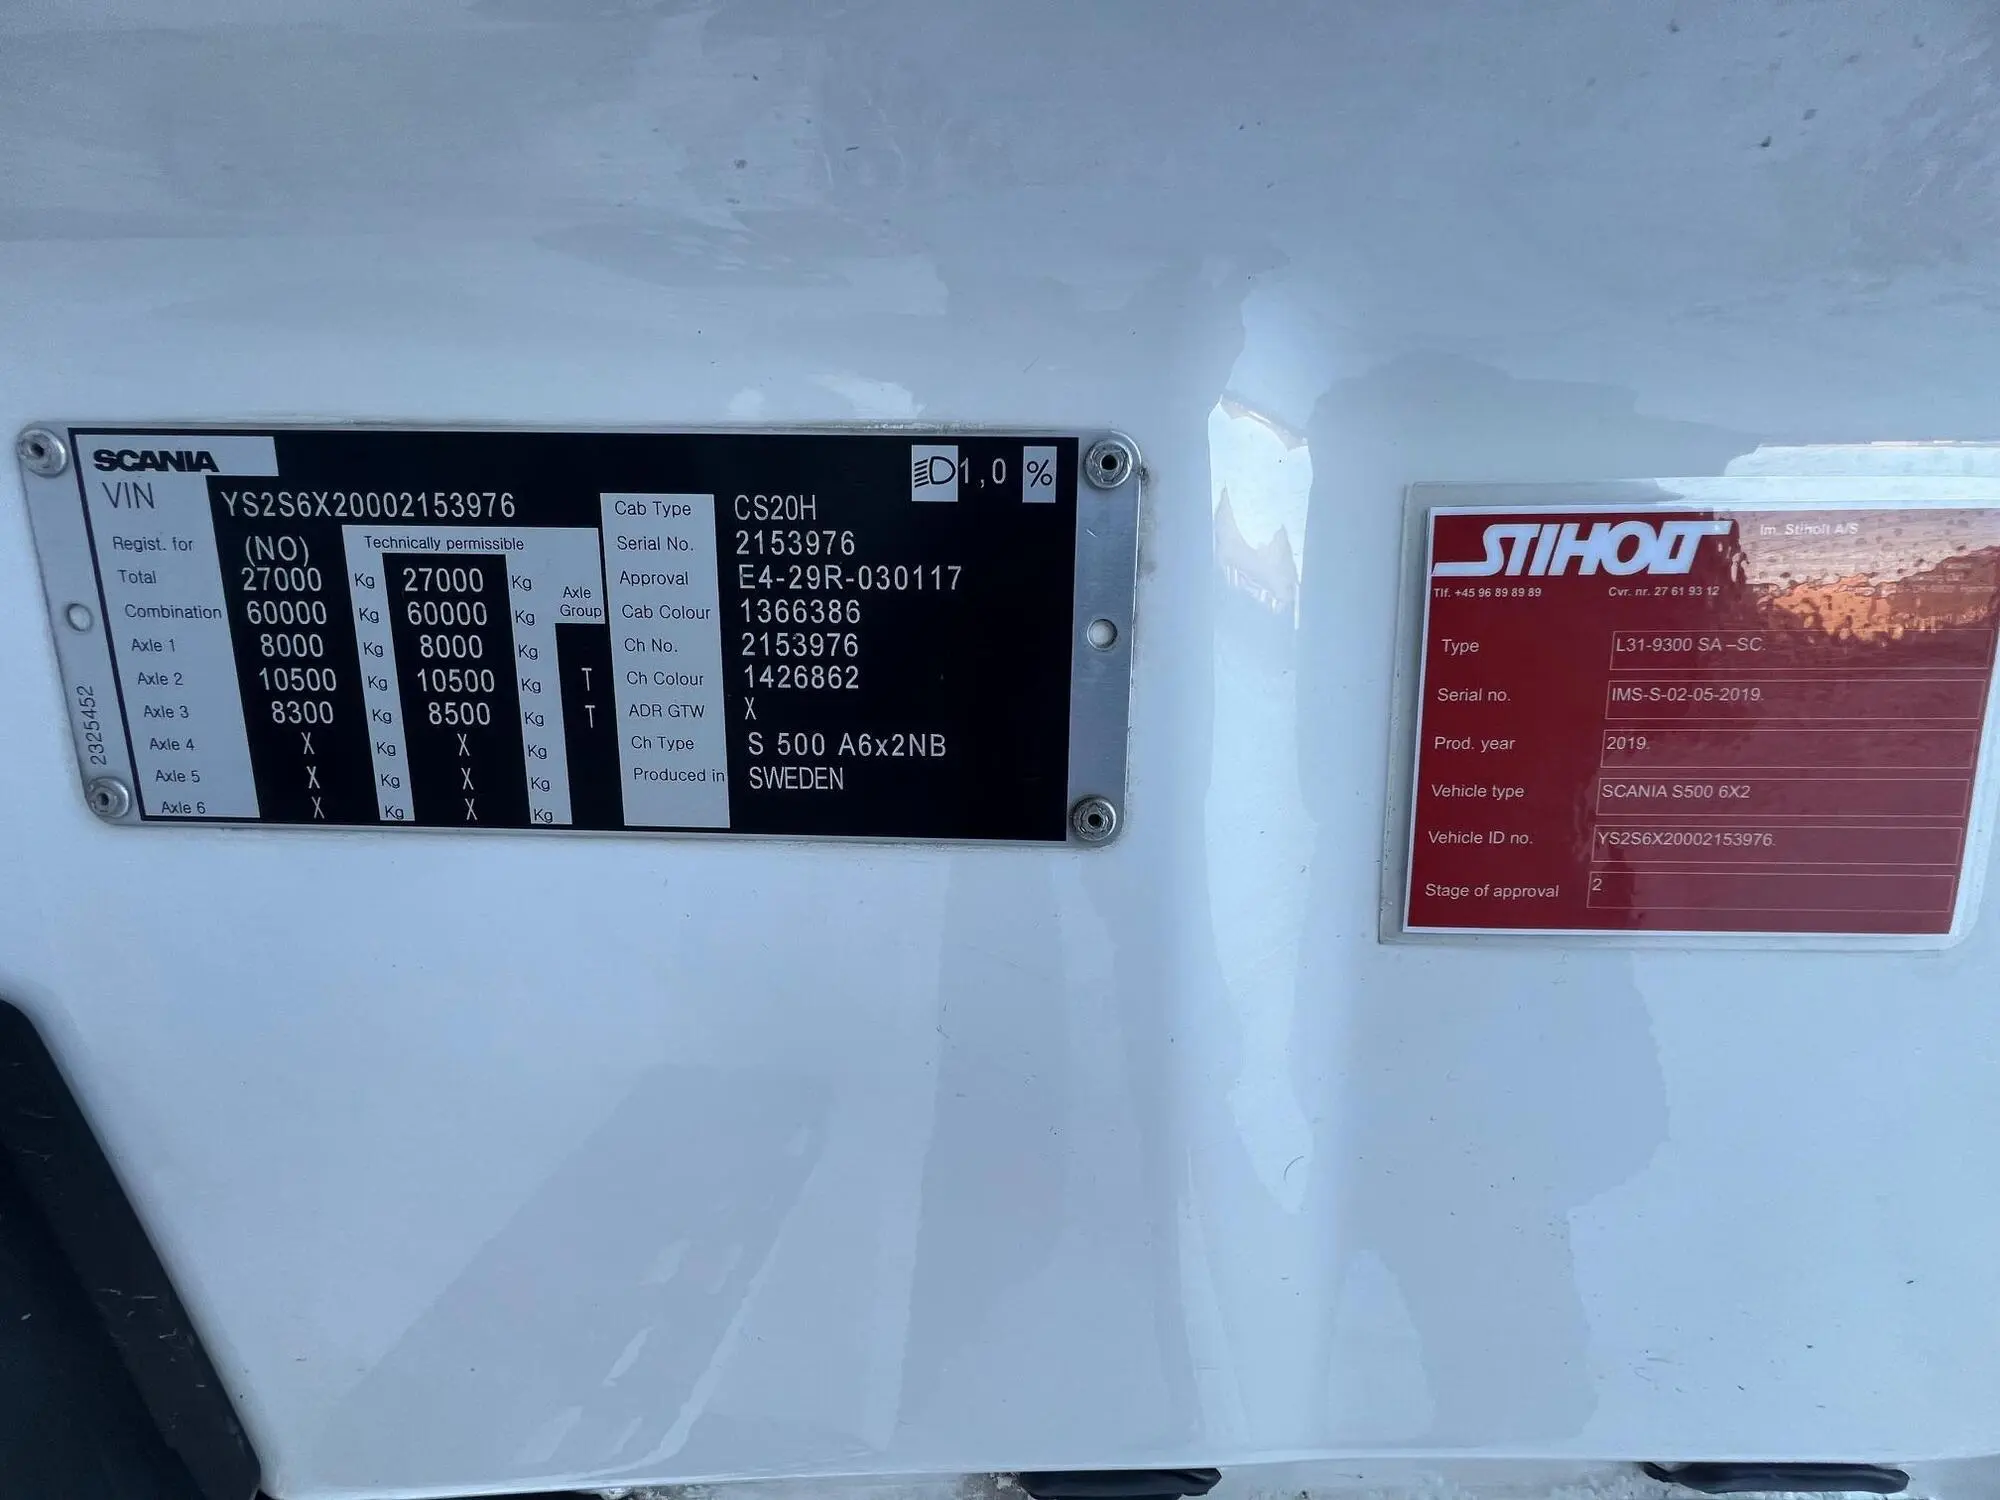 SCANIA
1,0 %
VIN YS2S6X20002153976
Regist. for (NO) Technically permissible
Total 27000 Kg 27000 Kg Axle Group
Combination 60000 Kg 60000 Kg
Axle 1 8000 Kg 8000 Kg
Axle 2 10500 Kg 10500 Kg T
Axle 3 8300 Kg 8500 Kg T
Axle 4 X Kg X Kg
Axle 5 X Kg X Kg
Axle 6 X Kg X Kg
Cab Type CS20H
Serial No. 2153976
Approval E4-29R-030117
Cab Colour 1366386
Ch No. 2153976
Ch Colour 1426862
ADR GTW X
Ch Type S 500 A6x2NB
Produced in SWEDEN
2325452
STIHOLT
Im. Stiholt A/S
Tlf. +45 96 89 89 89 Cvr. nr. 27 61 93 12
Type L31-9300 SA –SC.
Serial no. IMS-S-02-05-2019.
Prod. year 2019.
Vehicle type SCANIA S500 6X2
Vehicle ID no. YS2S6X20002153976.
Stage of approval 2